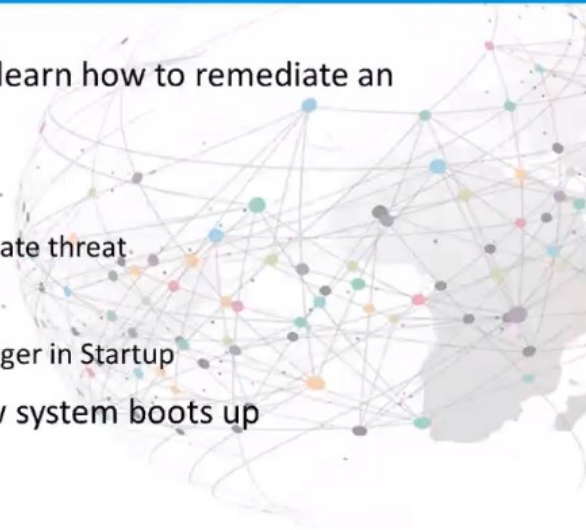 learn how to remediate an
ate threat
ger in Startup
system boots up